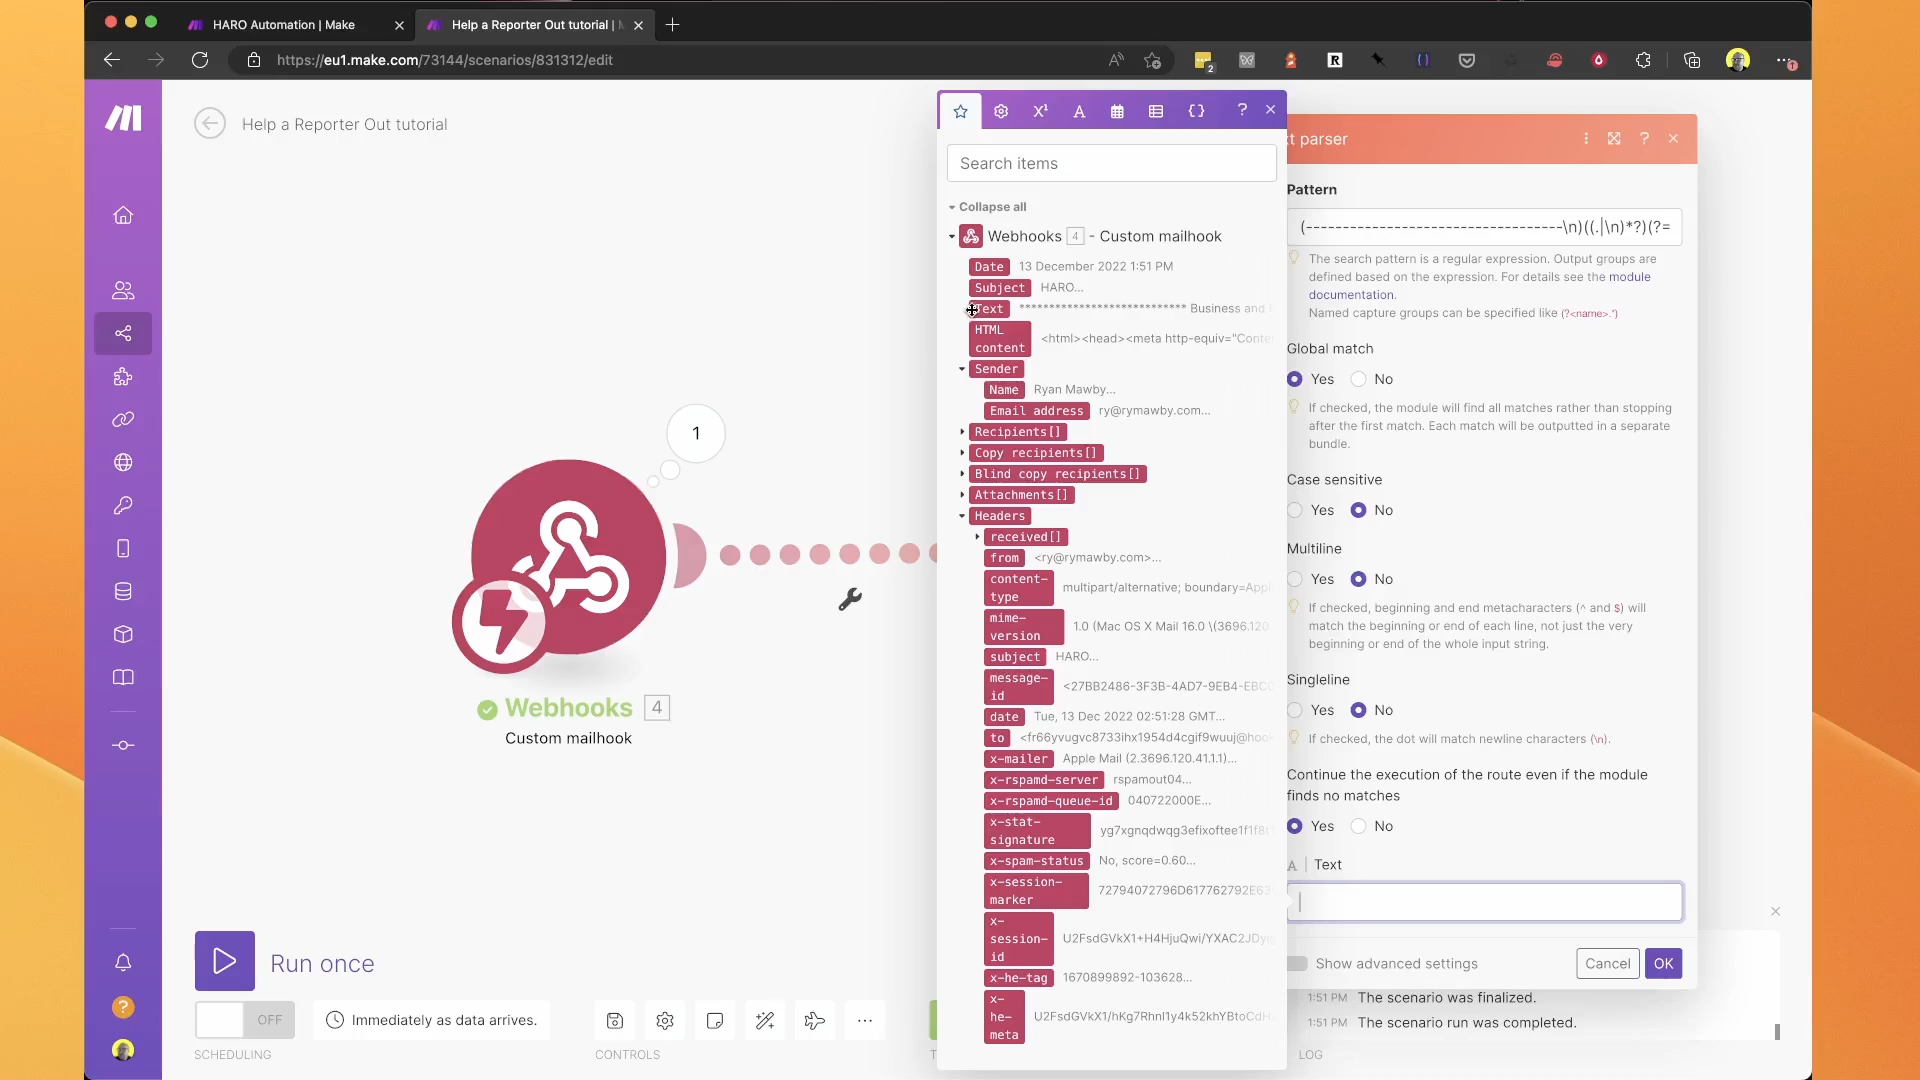 HARO Automation | Make
Help a Reporter Out tutorial |
https://eu1.make.com/73144/scenarios/831312/edit
2
Help a Reporter Out tutorial
Search items
Collapse all
Webhooks 4 - Custom mailhook
Date 13 December 2022 1:51 PM
Subject HARO...
Text **************************** Business and
HTML content <html><head><meta http-equiv="Conte
Sender
Name Ryan Mawby...
Email address ry@rymawby.com...
Recipients[]
Copy recipients[]
Blind copy recipients[]
Attachments[]
Headers
received[]
from <ry@rymawby.com>...
content-type multipart/alternative; boundary=Appl
mime-version 1.0 (Mac OS X Mail 16.0 \(3696.120
subject HARO...
message-id <27BB2486-3F3B-4AD7-9EB4-EBC
date Tue, 13 Dec 2022 02:51:28 GMT...
to <fr66yvugvc8733ihx1954d4cgif9wuuj@hoo
x-mailer Apple Mail (2.3696.120.41.1.1)...
x-rspamd-server rspamout04...
x-rspamd-queue-id 040722000E...
x-stat-signature yg7xgnqdwqg3efixoftee1f1f8
x-spam-status No, score=0.60...
x-session-marker 72794072796D617762792E63
x-session-id U2FsdGVkX1+H4HjuQwi/YXAC2JDy
x-he-tag 1670899892-103628...
x-he-meta U2FsdGVkX1/hKg7RhnI1y4k52khYBtoCdH
t parser
Pattern
(---------------------------------\n)((.|\n)*?)(?=
The search pattern is a regular expression. Output groups are
defined based on the expression. For details see the module
documentation.
Named capture groups can be specified like (?<name>.*)
Global match
Yes No
If checked, the module will find all matches rather than stopping
after the first match. Each match will be outputted in a separate
bundle.
Case sensitive
Yes No
Multiline
Yes No
If checked, beginning and end metacharacters (^ and $) will
match the beginning or end of each line, not just the very
beginning or end of the whole input string.
Singleline
Yes No
If checked, the dot will match newline characters (\n).
Continue the execution of the route even if the module
finds no matches
Yes No
A | Text
Show advanced settings
Cancel OK
1
Webhooks 4
Custom mailhook
Run once
OFF
Immediately as data arrives.
SCHEDULING
CONTROLS
T
1:51 PM The scenario was finalized.
1:51 PM The scenario run was completed.
LOG